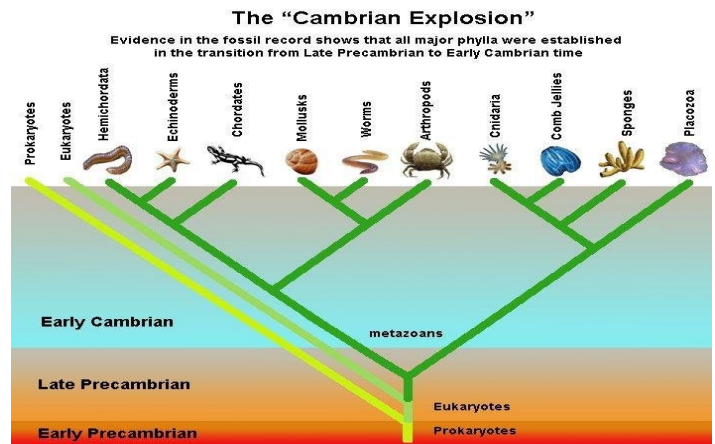 The “Cambrian Explosion”
Evidence in the fossil record shows that all major phylla were established
in the transition from Late Precambrian to Early Cambrian time
Prokaryotes
Eukaryotes
Hemichordata
Echinoderms
Chordates
Mollusks
Worms
Arthropods
Cnidaria
Comb Jellies
Sponges
Placozoa
Early Cambrian
metazoans
Late Precambrian
Eukaryotes
Early Precambrian
Prokaryotes